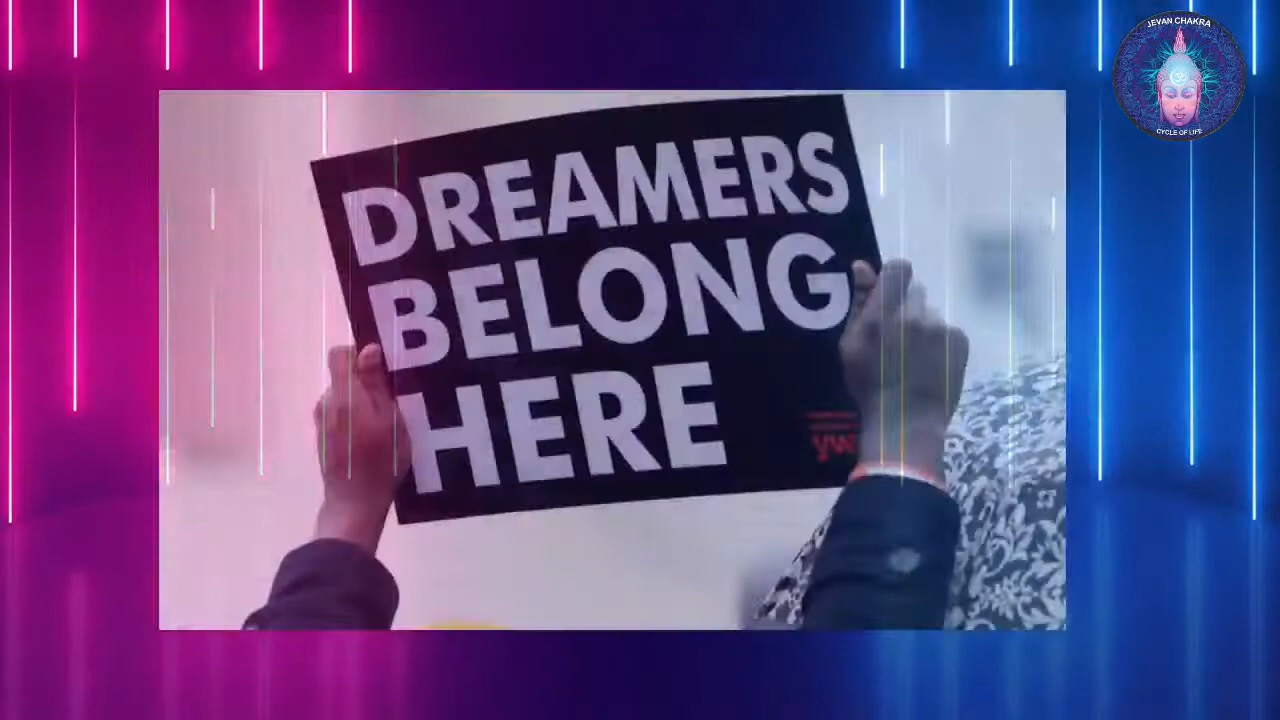 JEVAN CHAKRA
CYCLE OF LIFE
DREAMERS
BELONG
HERE